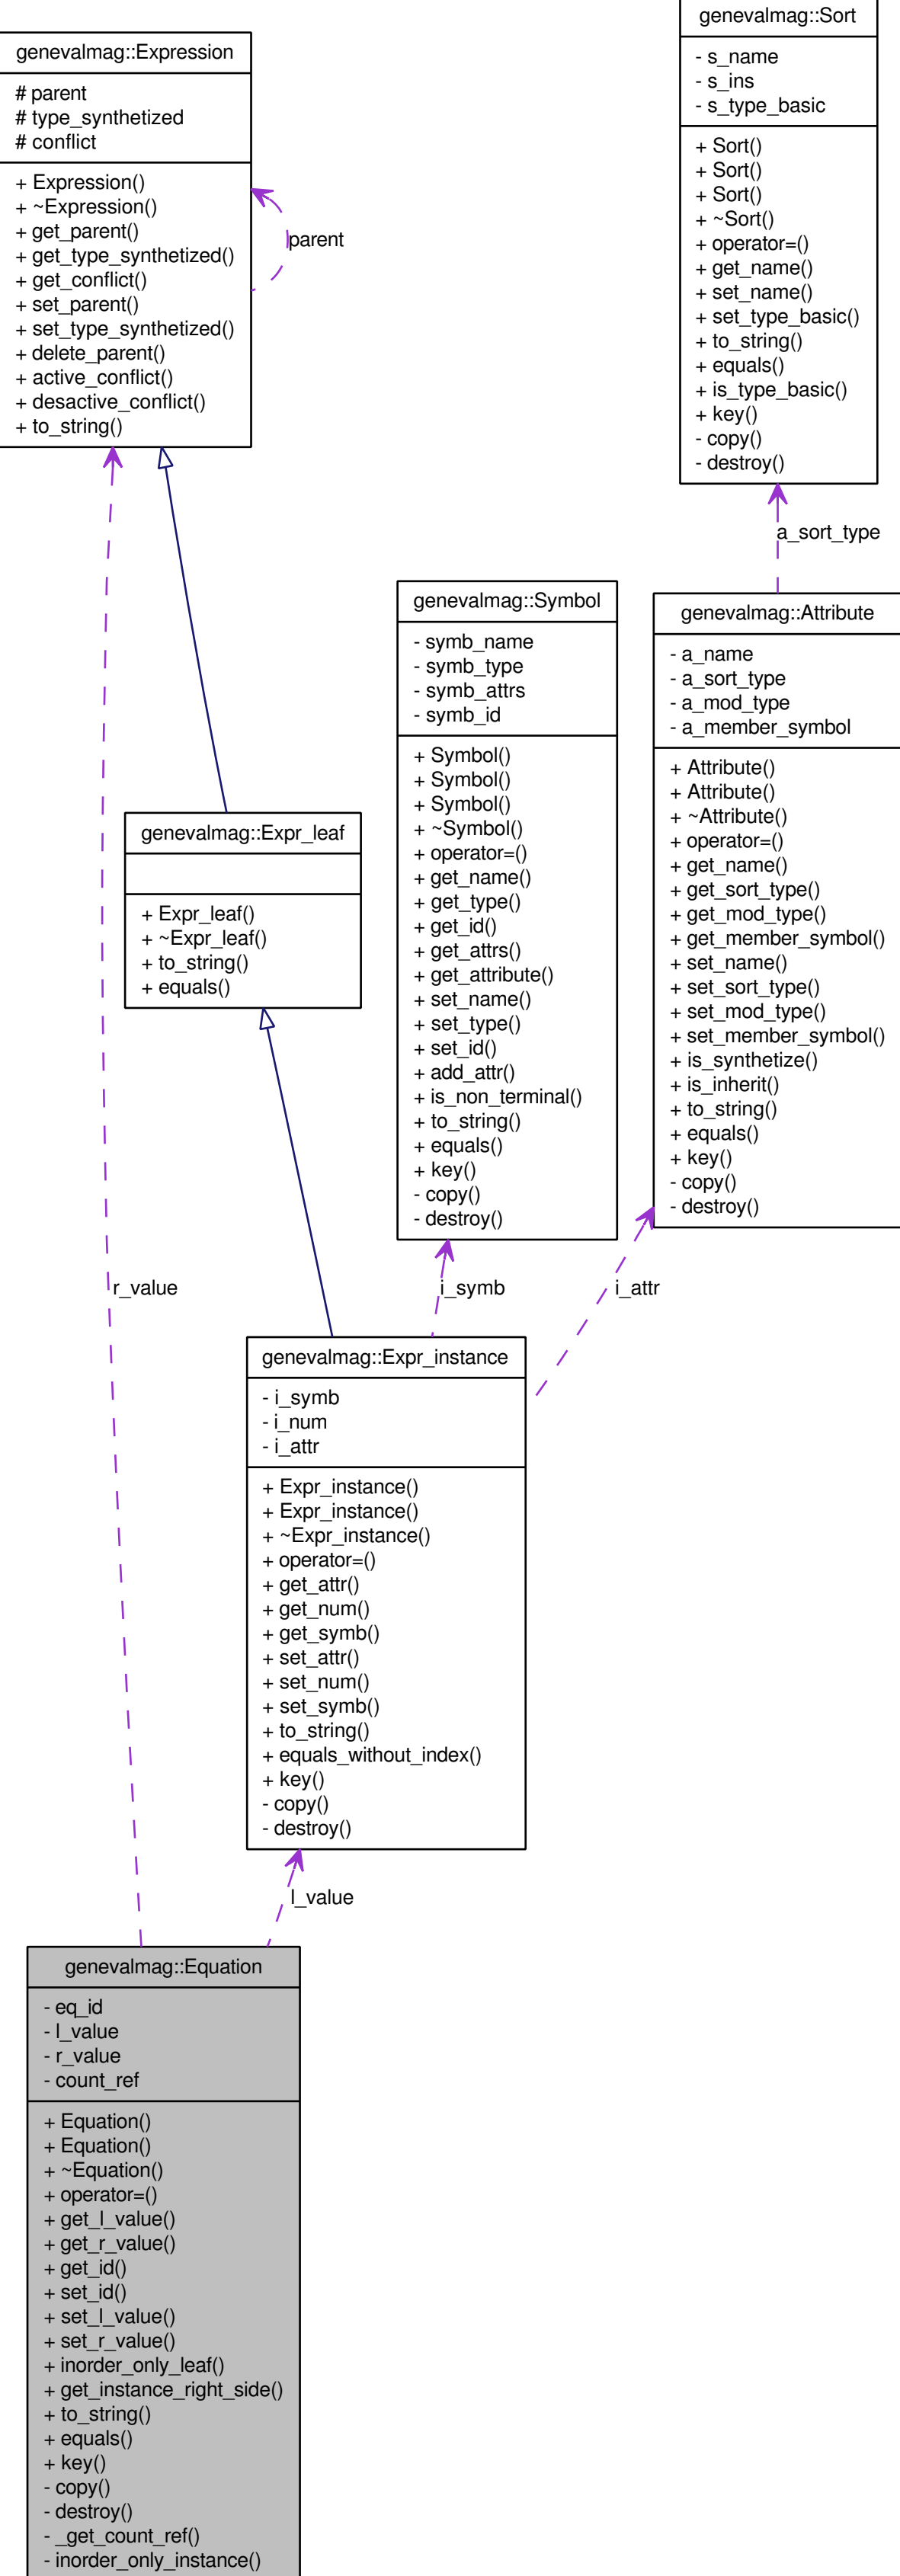 genevalmag::Expression
# parent
# type_synthetized
# conflict
+ Expression()
+ ~Expression()
+ get_parent()
+ get_type_synthetized()
+ get_conflict()
+ set_parent()
+ set_type_synthetized()
+ delete_parent()
+ active_conflict()
+ desactive_conflict()
+ to_string()
parent
genevalmag::Sort
- s_name
- s_ins
- s_type_basic
+ Sort()
+ Sort()
+ Sort()
+ ~Sort()
+ operator=()
+ get_name()
+ set_name()
+ set_type_basic()
+ to_string()
+ equals()
+ is_type_basic()
+ key()
- copy()
- destroy()
a_sort_type
genevalmag::Symbol
- symb_name
- symb_type
- symb_attrs
- symb_id
+ Symbol()
+ Symbol()
+ Symbol()
+ ~Symbol()
+ operator=()
+ get_name()
+ get_type()
+ get_id()
+ get_attrs()
+ get_attribute()
+ set_name()
+ set_type()
+ set_id()
+ add_attr()
+ is_non_terminal()
+ to_string()
+ equals()
+ key()
- copy()
- destroy()
genevalmag::Attribute
- a_name
- a_sort_type
- a_mod_type
- a_member_symbol
+ Attribute()
+ Attribute()
+ ~Attribute()
+ operator=()
+ get_name()
+ get_sort_type()
+ get_mod_type()
+ get_member_symbol()
+ set_name()
+ set_sort_type()
+ set_mod_type()
+ set_member_symbol()
+ is_synthetize()
+ is_inherit()
+ to_string()
+ equals()
+ key()
- copy()
- destroy()
genevalmag::Expr_leaf
+ Expr_leaf()
+ ~Expr_leaf()
+ to_string()
+ equals()
r_value
i_symb
i_attr
genevalmag::Expr_instance
- i_symb
- i_num
- i_attr
+ Expr_instance()
+ Expr_instance()
+ ~Expr_instance()
+ operator=()
+ get_attr()
+ get_num()
+ get_symb()
+ set_attr()
+ set_num()
+ set_symb()
+ to_string()
+ equals_without_index()
+ key()
- copy()
- destroy()
l_value
genevalmag::Equation
- eq_id
- l_value
- r_value
- count_ref
+ Equation()
+ Equation()
+ ~Equation()
+ operator=()
+ get_l_value()
+ get_r_value()
+ get_id()
+ set_id()
+ set_l_value()
+ set_r_value()
+ inorder_only_leaf()
+ get_instance_right_side()
+ to_string()
+ equals()
+ key()
- copy()
- destroy()
- _get_count_ref()
- inorder_only_instance()